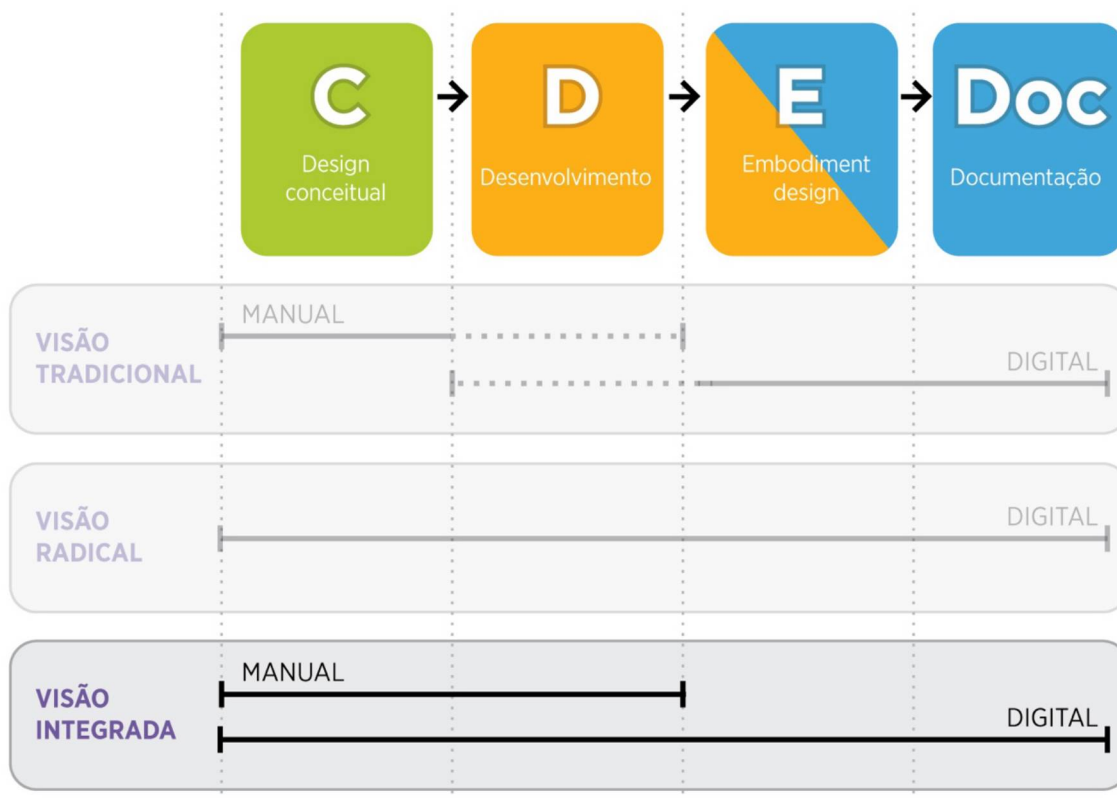 C
Design
conceitual
D
Desenvolvimento
E
Embodiment
design
Doc
Documentação
VISÃO
TRADICIONAL
MANUAL
DIGITAL
VISÃO
RADICAL
DIGITAL
VISÃO
INTEGRADA
MANUAL
DIGITAL